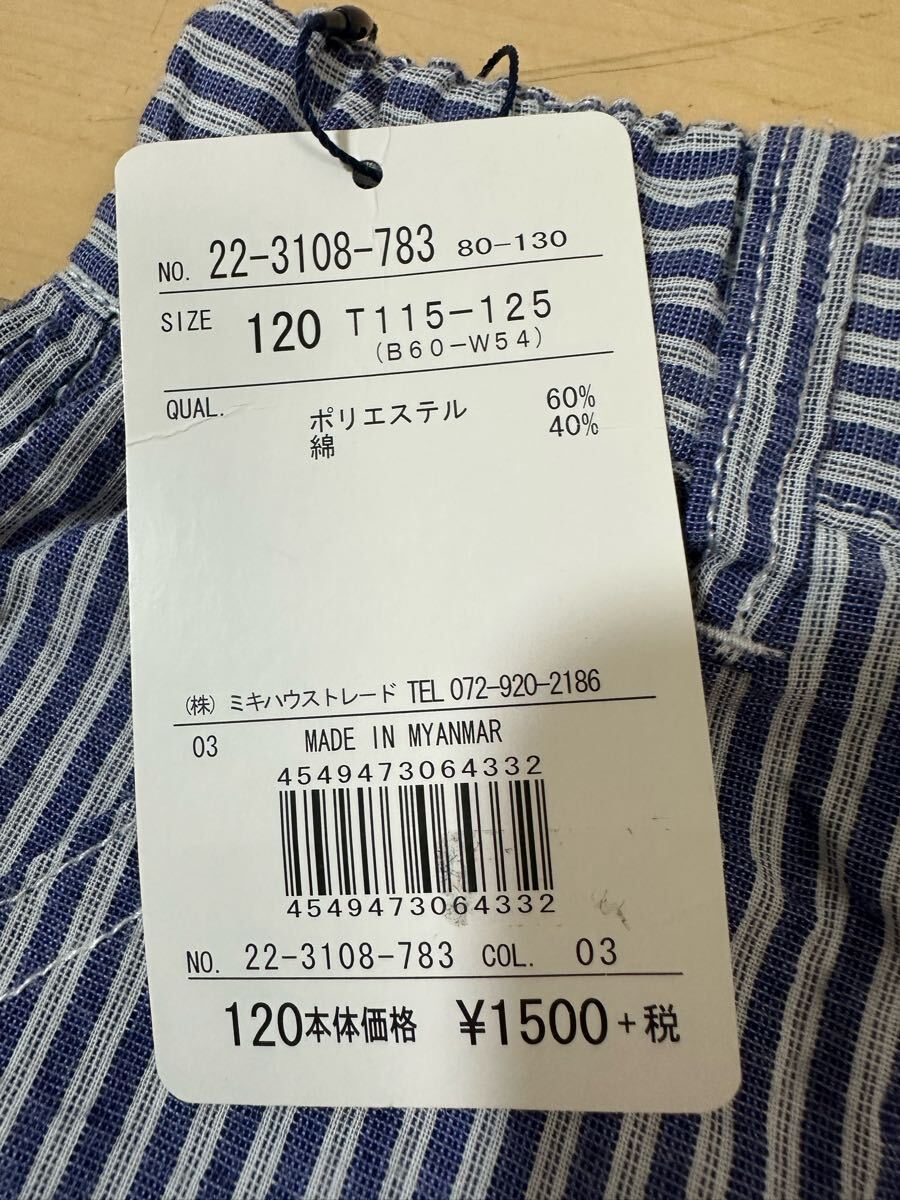 NO. 22-3108-783 80-130
SIZE 120 T115-125
(B60-W54)
QUAL. ポリエステル 60%
綿 40%
(株) ミキハウストレード TEL 072-920-2186
03 MADE IN MYANMAR
4549473064332
4549473064332
NO. 22-3108-783 COL. 03
120本体価格 ¥1500+税